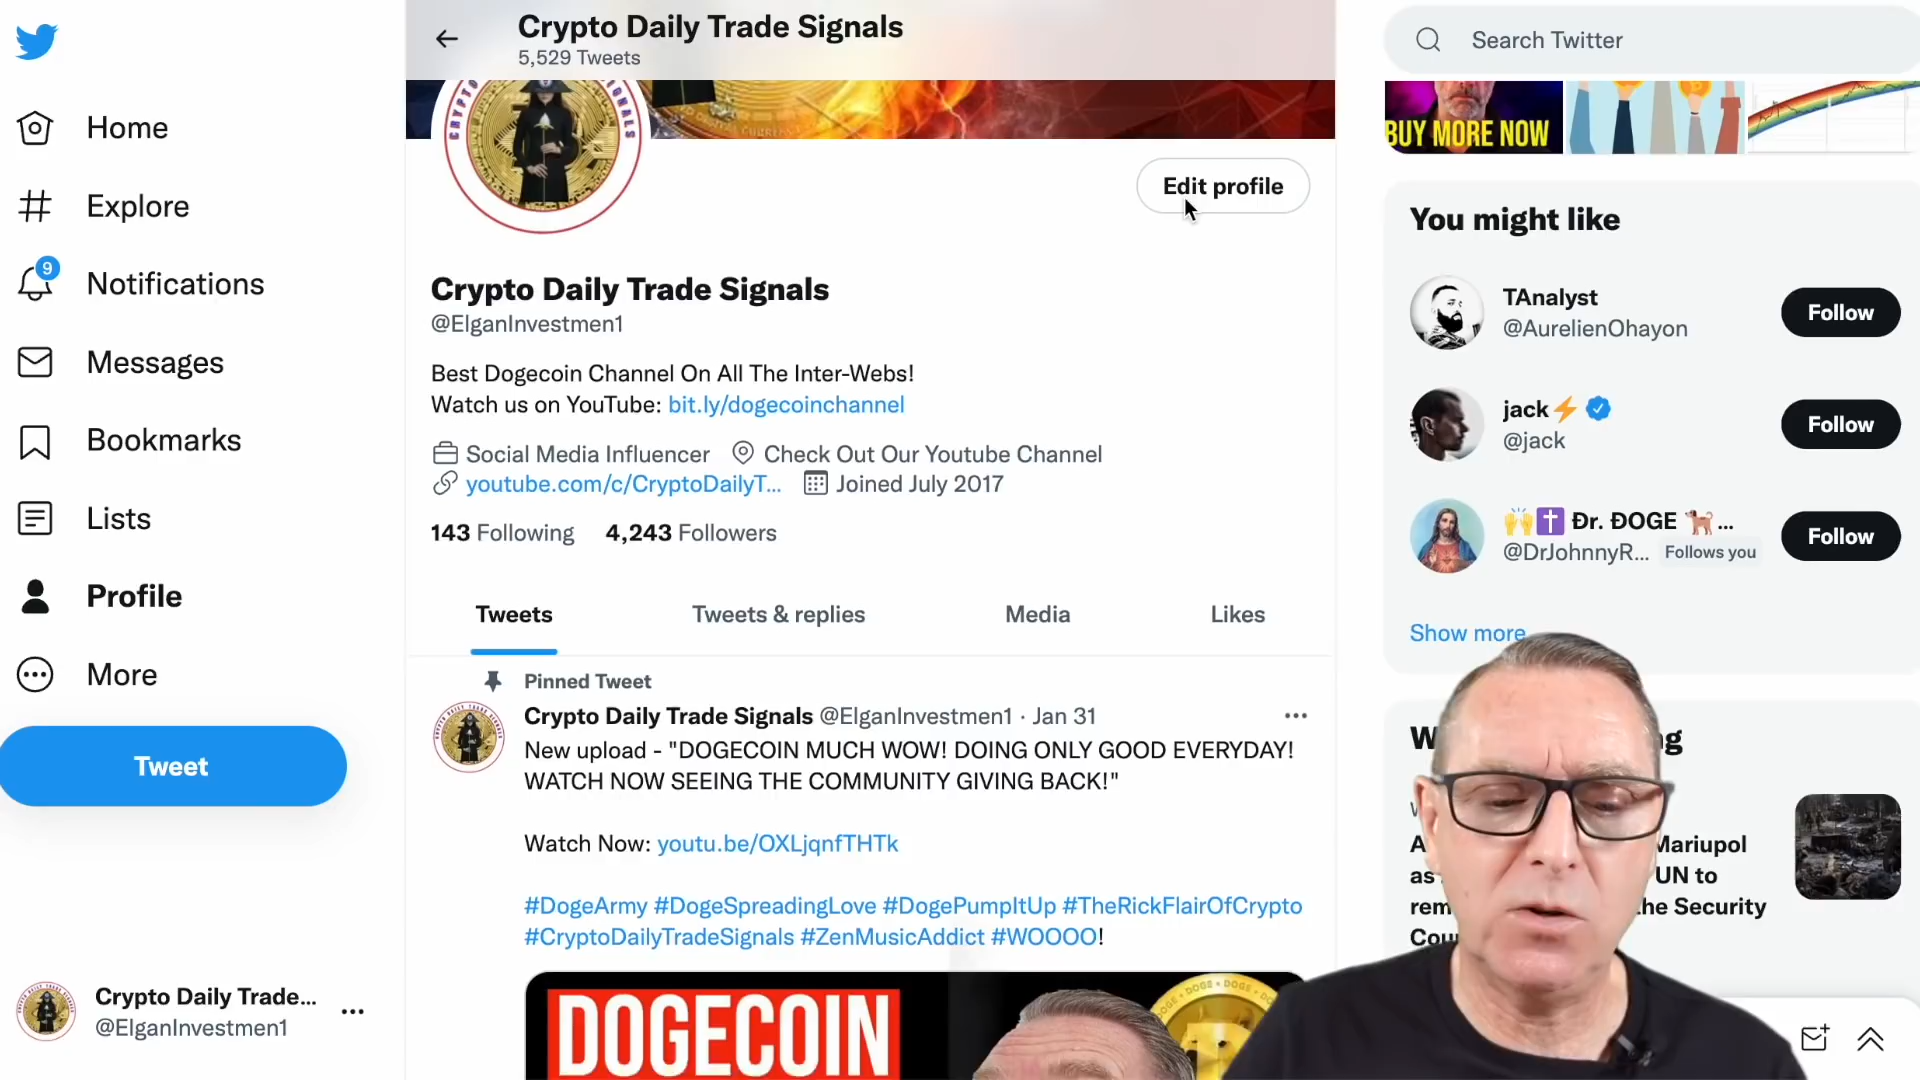 Crypto Daily Trade Signals
5,529 Tweets
Search Twitter
Home
Explore
9
Notifications
Messages
Bookmarks
Lists
Profile
More
Tweet
Crypto Daily Trade...
@ElganInvestmen1
BUY MORE NOW
Edit profile
Crypto Daily Trade Signals
@ElganInvestmen1
Best Dogecoin Channel On All The Inter-Webs!
Watch us on YouTube: bit.ly/dogecoinchannel
Social Media Influencer Check Out Our Youtube Channel
youtube.com/c/CryptoDailyT... Joined July 2017
143 Following 4,243 Followers
Tweets Tweets & replies Media Likes
Pinned Tweet
Crypto Daily Trade Signals @ElganInvestmen1 · Jan 31
New upload - "DOGECOIN MUCH WOW! DOING ONLY GOOD EVERYDAY!
WATCH NOW SEEING THE COMMUNITY GIVING BACK!"
Watch Now: youtu.be/OXLjqnfTHTk
#DogeArmy #DogeSpreadingLove #DogePumpItUp #TheRickFlairOfCrypto
#CryptoDailyTradeSignals #ZenMusicAddict #WOOOO!
DOGECOIN
You might like
TAnalyst
@AurelienOhayon
Follow
jack
@jack
Follow
Ðr. ÐOGE ...
@DrJohnnyR... Follows you
Follow
Show more
Mariupol
as UN to
the Security